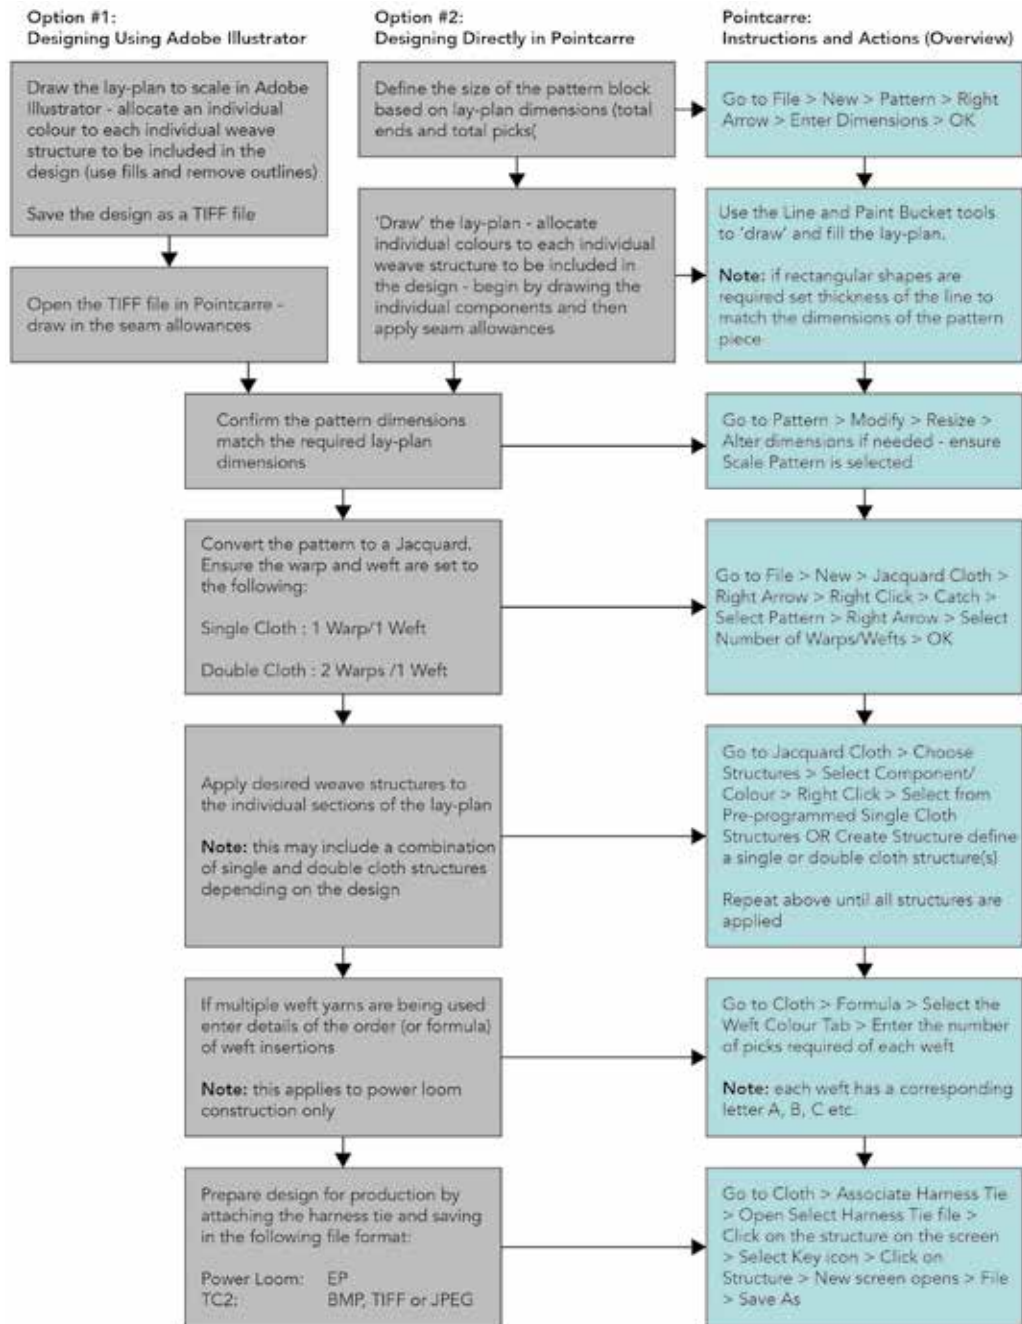 Option #1:
Designing Using Adobe Illustrator
Option #2:
Designing Directly in Pointcarre
Pointcarre:
Instructions and Actions (Overview)
Draw the lay-plan to scale in Adobe
Illustrator - allocate an individual
colour to each individual weave
structure to be included in the
design (use fills and remove outlines)
Save the design as a TIFF file
Define the size of the pattern block
based on lay-plan dimensions (total
ends and total picks(
Go to File > New > Pattern > Right
Arrow > Enter Dimensions > OK
Open the TIFF file in Pointcarre -
draw in the seam allowances
'Draw' the lay-plan - allocate
individual colours to each individual
weave structure to be included in
the design - begin by drawing the
individual components and then
apply seam allowances
Use the Line and Paint Bucket tools
to 'draw' and fill the lay-plan.
Note: if rectangular shapes are
required set thickness of the line to
match the dimensions of the pattern
piece
Confirm the pattern dimensions
match the required lay-plan
dimensions
Go to Pattern > Modify > Resize >
Alter dimensions if needed - ensure
Scale Pattern is selected
Convert the pattern to a Jacquard.
Ensure the warp and weft are set to
the following:
Single Cloth : 1 Warp/1 Weft
Double Cloth : 2 Warps /1 Weft
Go to File > New > Jacquard Cloth >
Right Arrow > Right Click > Catch >
Select Pattern > Right Arrow > Select
Number of Warps/Wefts > OK
Apply desired weave structures to
the individual sections of the lay-plan
Note: this may include a combination
of single and double cloth structures
depending on the design
Go to Jacquard Cloth > Choose
Structures > Select Component/
Colour > Right Click > Select from
Pre-programmed Single Cloth
Structures OR Create Structure define
a single or double cloth structure(s)
Repeat above until all structures are
applied
If multiple weft yarns are being used
enter details of the order (or formula)
of weft insertions
Note: this applies to power loom
construction only
Go to Cloth > Formula > Select the
Weft Colour Tab > Enter the number
of picks required of each weft
Note: each weft has a corresponding
letter A, B, C etc.
Prepare design for production by
attaching the harness tie and saving
in the following file format:
Power Loom: EP
TC2: BMP, TIFF or JPEG
Go to Cloth > Associate Harness Tie
> Open Select Harness Tie file >
Click on the structure on the screen
> Select Key icon > Click on
Structure > New screen opens > File
> Save As